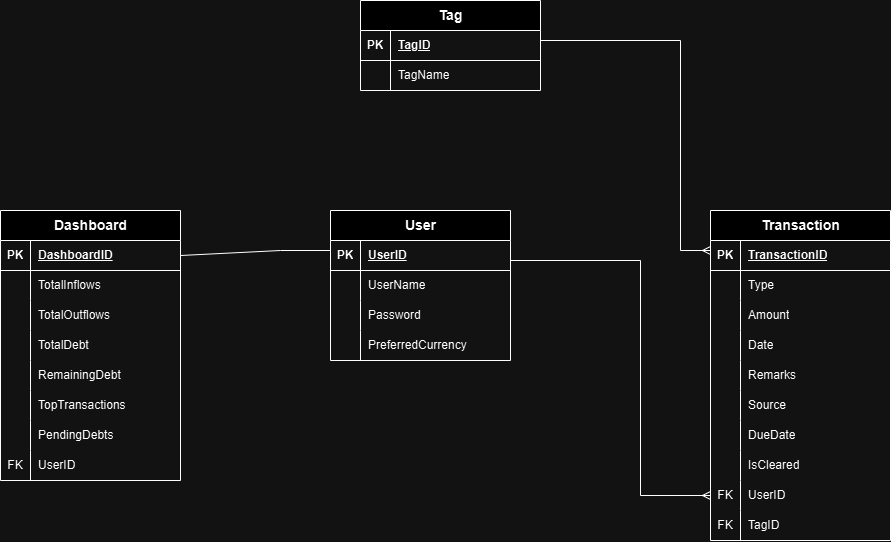 Tag
PK TagID
TagName
Dashboard
PK DashboardID
TotalInflows
TotalOutflows
TotalDebt
RemainingDebt
TopTransactions
PendingDebts
FK UserID
User
PK UserID
UserName
Password
PreferredCurrency
Transaction
PK TransactionID
Type
Amount
Date
Remarks
Source
DueDate
IsCleared
FK UserID
FK TagID